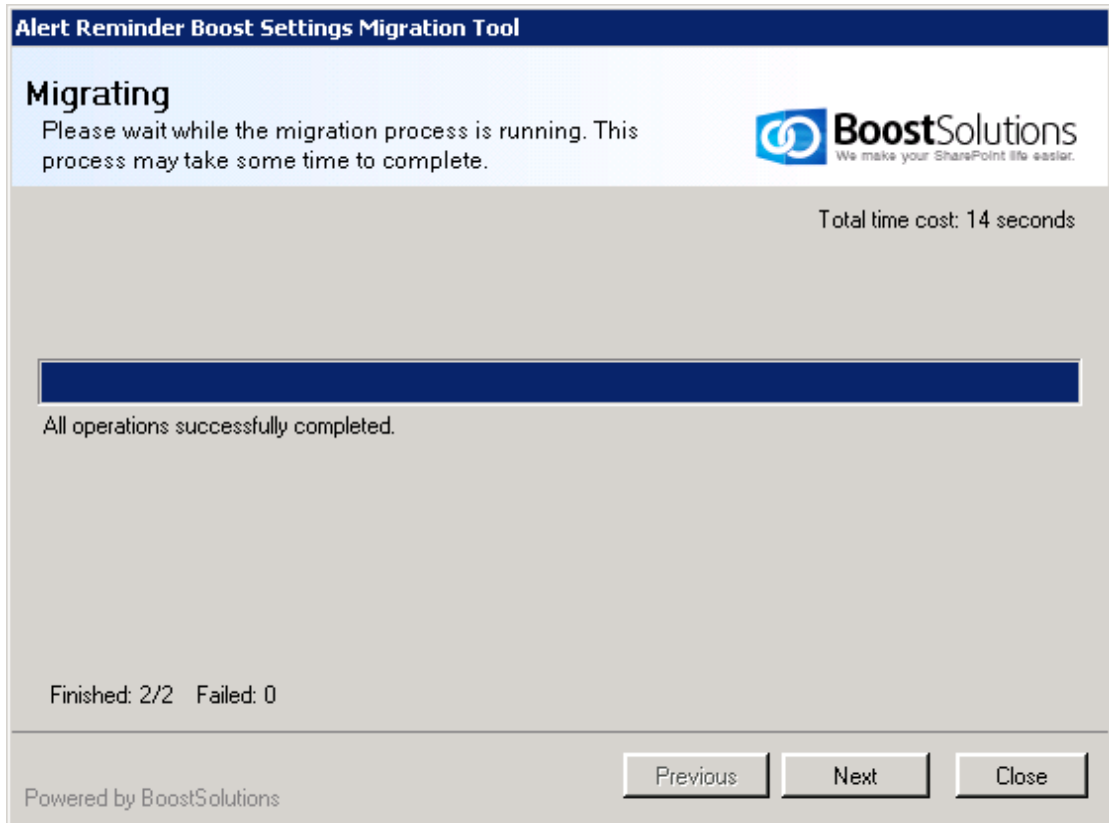 Alert Reminder Boost Settings Migration Tool
Migrating
Please wait while the migration process is running. This
process may take some time to complete.
BoostSolutions
We make your SharePoint life easier.
Total time cost: 14 seconds
All operations successfully completed.
Finished: 2/2 Failed: 0
Previous Next Close
Powered by BoostSolutions